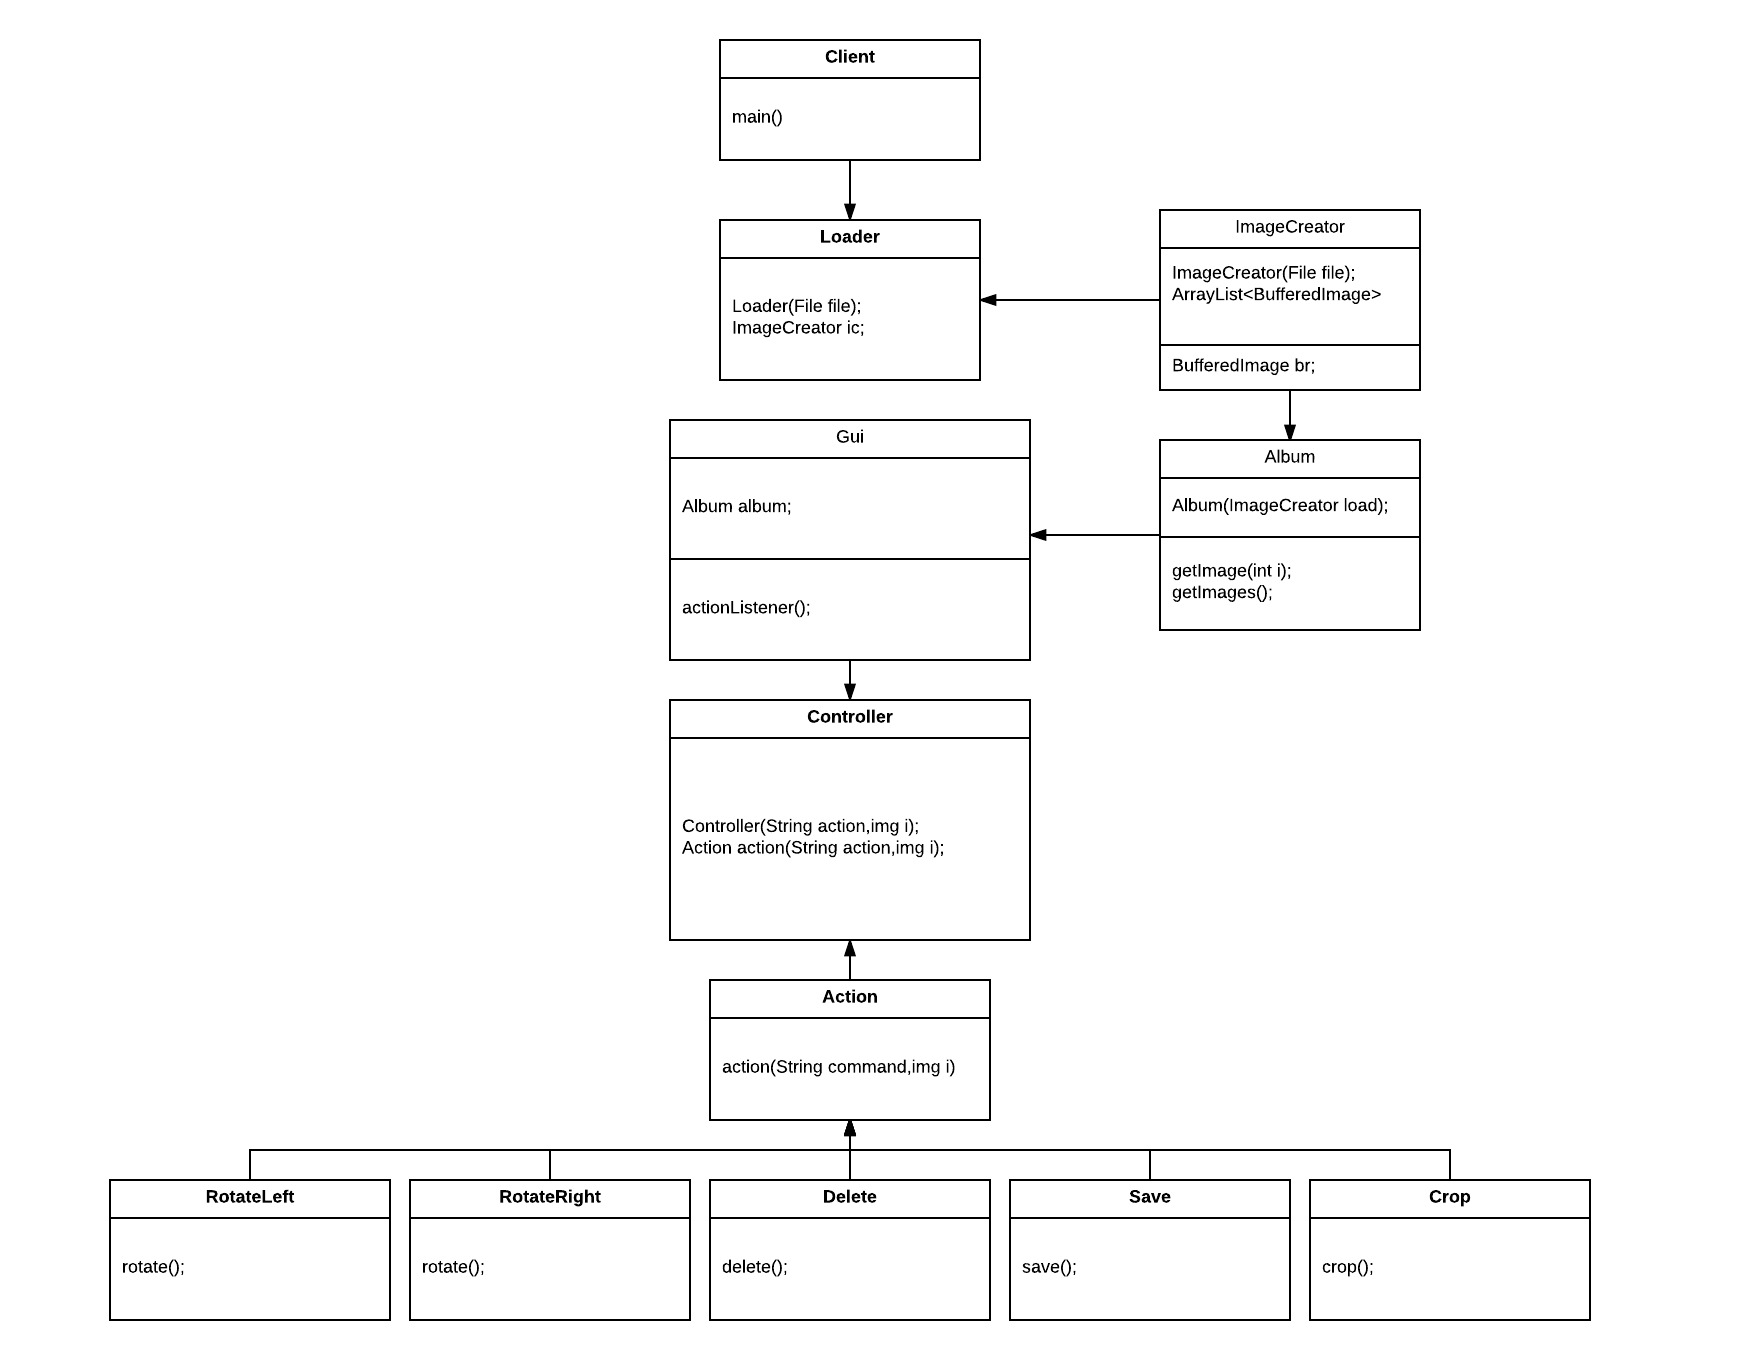 Client
main()
Loader
Loader(File file);
ImageCreator ic;
ImageCreator
ImageCreator(File file);
ArrayList<BufferedImage>
BufferedImage br;
Gui
Album album;
actionListener();
Album
Album(ImageCreator load);
getImage(int i);
getImages();
Controller
Controller(String action,img i);
Action action(String action,img i);
Action
action(String command,img i)
RotateLeft
rotate();
RotateRight
rotate();
Delete
delete();
Save
save();
Crop
crop();